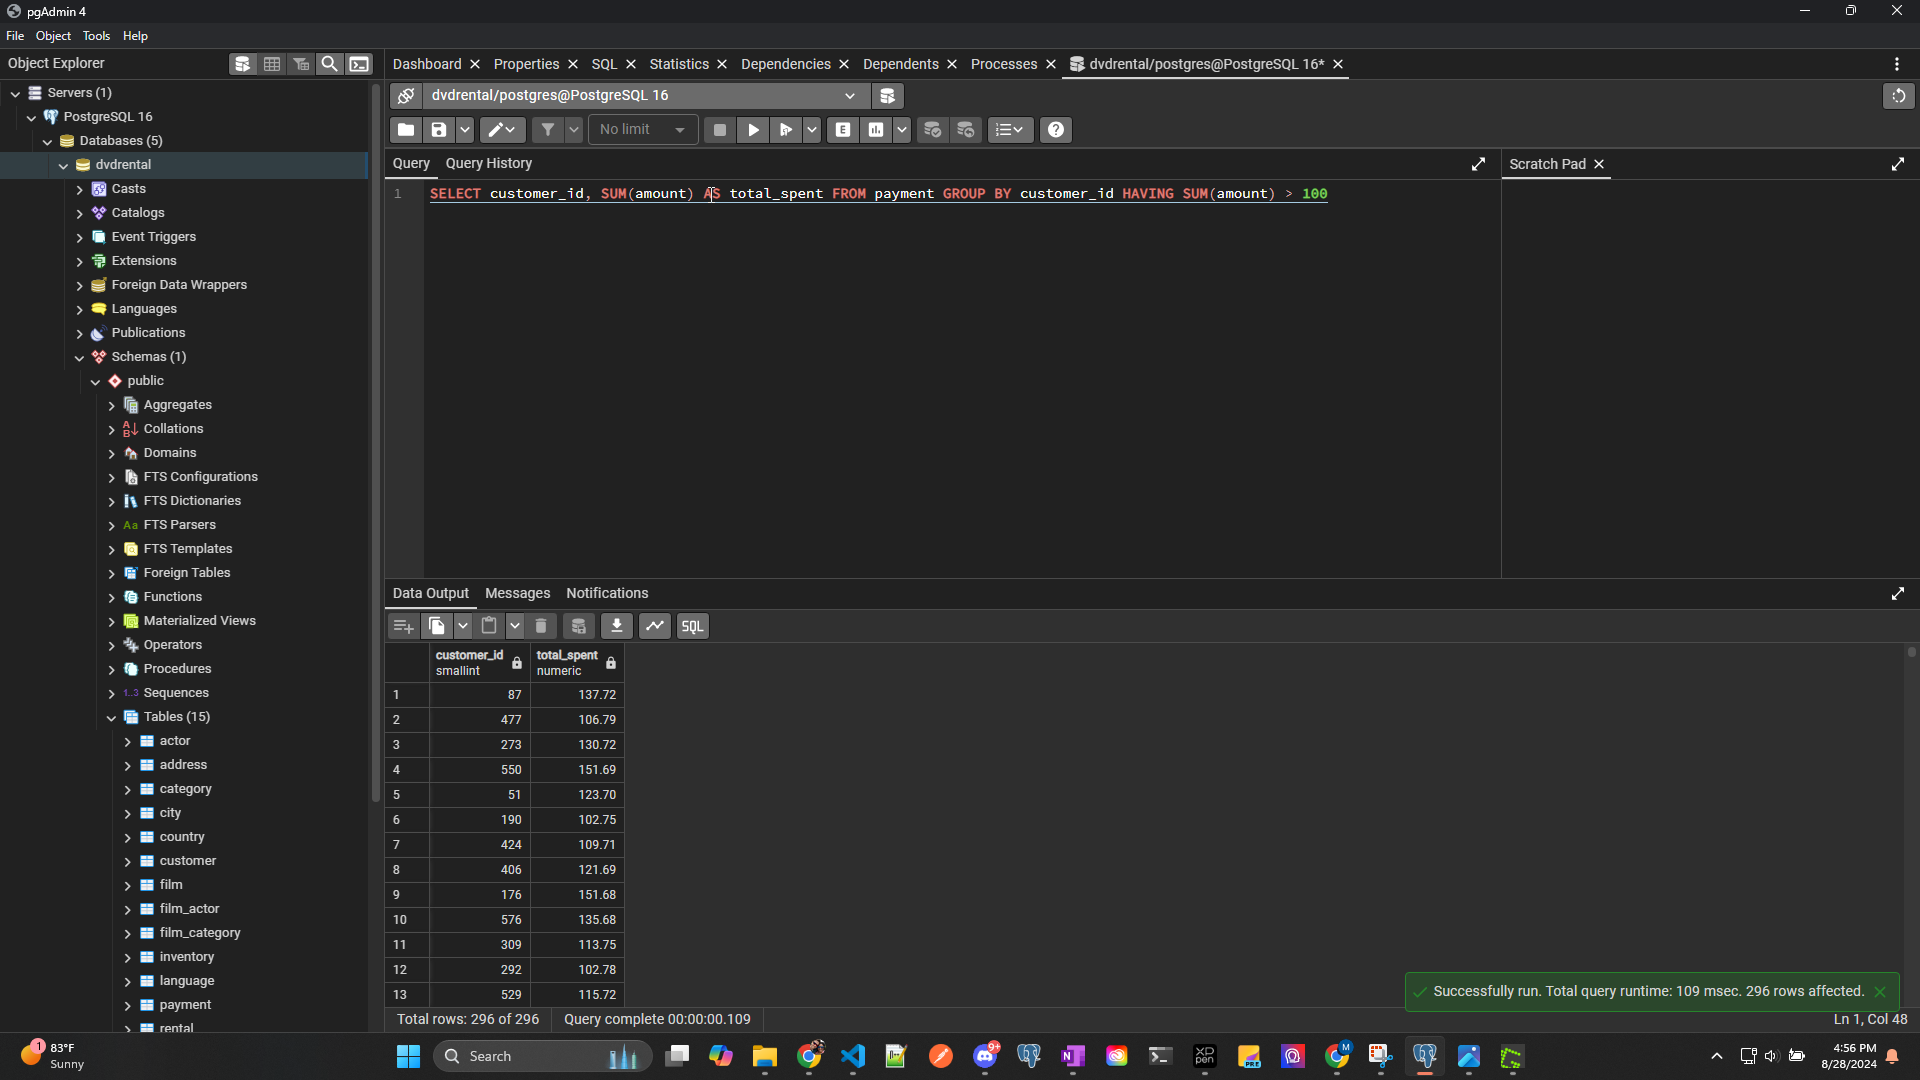 pgAdmin 4
File Object Tools Help
Object Explorer
Dashboard Properties SQL Statistics Dependencies Dependents Processes dvdrental/postgres@PostgreSQL 16*
Servers (1)
dvdrental/postgres@PostgreSQL 16
PostgreSQL 16
No limit
E
Databases (5)
dvdrental
Query Query History
Scratch Pad
1 SELECT customer_id, SUM(amount) AS total_spent FROM payment GROUP BY customer_id HAVING SUM(amount) > 100
Casts
Catalogs
Event Triggers
Extensions
Foreign Data Wrappers
Languages
Publications
Schemas (1)
public
Aggregates
Collations
Domains
FTS Configurations
FTS Dictionaries
FTS Parsers
FTS Templates
Foreign Tables
Functions
Materialized Views
Operators
Procedures
1..3 Sequences
Tables (15)
actor
address
category
city
country
customer
film
film_actor
film_category
inventory
language
payment
rental
Data Output Messages Notifications
SQL
customer_id total_spent
smallint numeric
1 87 137.72
2 477 106.79
3 273 130.72
4 550 151.69
5 51 123.70
6 190 102.75
7 424 109.71
8 406 121.69
9 176 151.68
10 576 135.68
11 309 113.75
12 292 102.78
13 529 115.72
Successfully run. Total query runtime: 109 msec. 296 rows affected.
Total rows: 296 of 296 Query complete 00:00:00.109
Ln 1, Col 48
1
83°F
Sunny
Search
9+
XP
pen
PRE
M
4:56 PM
8/28/2024